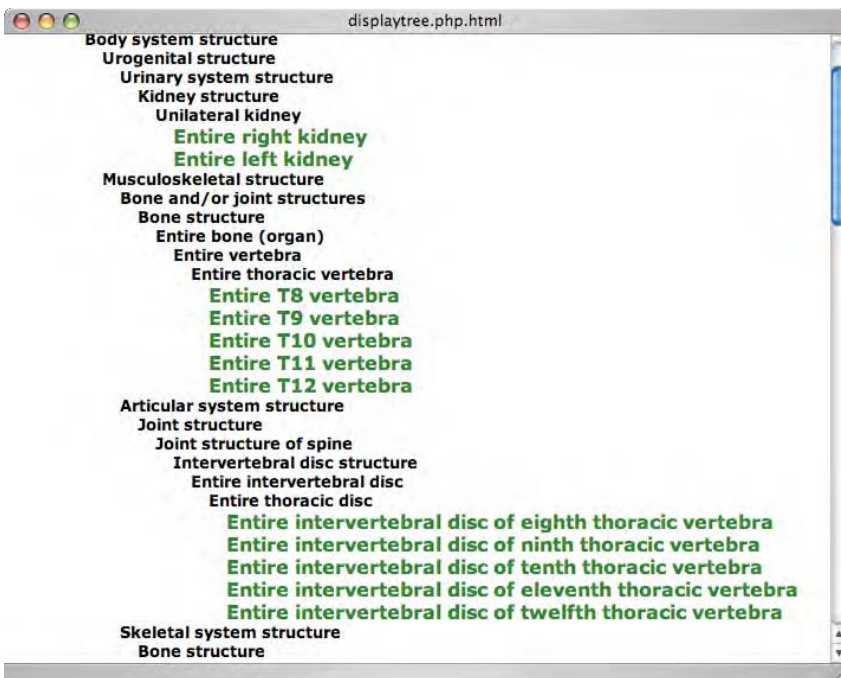 displaytree.php.html
Body system structure
Urogenital structure
Urinary system structure
Kidney structure
Unilateral kidney
Entire right kidney
Entire left kidney
Musculoskeletal structure
Bone and/or joint structures
Bone structure
Entire bone (organ)
Entire vertebra
Entire thoracic vertebra
Entire T8 vertebra
Entire T9 vertebra
Entire T10 vertebra
Entire T11 vertebra
Entire T12 vertebra
Articular system structure
Joint structure
Joint structure of spine
Intervertebral disc structure
Entire intervertebral disc
Entire thoracic disc
Entire intervertebral disc of eighth thoracic vertebra
Entire intervertebral disc of ninth thoracic vertebra
Entire intervertebral disc of tenth thoracic vertebra
Entire intervertebral disc of eleventh thoracic vertebra
Entire intervertebral disc of twelfth thoracic vertebra
Skeletal system structure
Bone structure